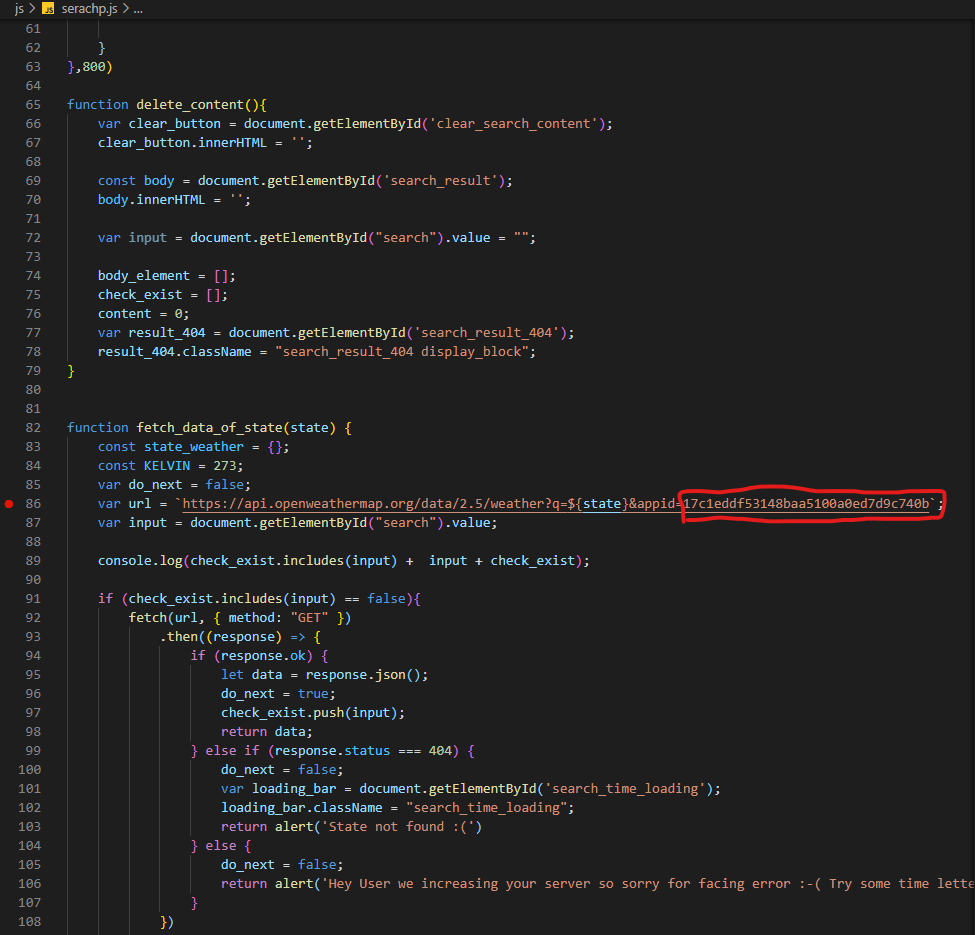 js > JS serachp.js > ...
61
62 }
63 },800)
64
65 function delete_content(){
66 var clear_button = document.getElementById('clear_search_content');
67 clear_button.innerHTML = '';
68
69 const body = document.getElementById('search_result');
70 body.innerHTML = '';
71
72 var input = document.getElementById("search").value = "";
73
74 body_element = [];
75 check_exist = [];
76 content = 0;
77 var result_404 = document.getElementById('search_result_404');
78 result_404.className = "search_result_404 display_block";
79 }
80
81
82 function fetch_data_of_state(state) {
83 const state_weather = {};
84 const KELVIN = 273;
85 var do_next = false;
86 var url = `https://api.openweathermap.org/data/2.5/weather?q=${state}&appid=17c1eddf53148baa5100a0ed7d9c740b`;
87 var input = document.getElementById("search").value;
88
89 console.log(check_exist.includes(input) +  input + check_exist);
90
91 if (check_exist.includes(input) == false){
92 fetch(url, { method: "GET" })
93 .then((response) => {
94 if (response.ok) {
95 let data = response.json();
96 do_next = true;
97 check_exist.push(input);
98 return data;
99 } else if (response.status === 404) {
100 do_next = false;
101 var loading_bar = document.getElementById('search_time_loading');
102 loading_bar.className = "search_time_loading";
103 return alert('State not found :(')
104 } else {
105 do_next = false;
106 return alert('Hey User we increasing your server so sorry for facing error :-( Try some time lette
107 }
108 })